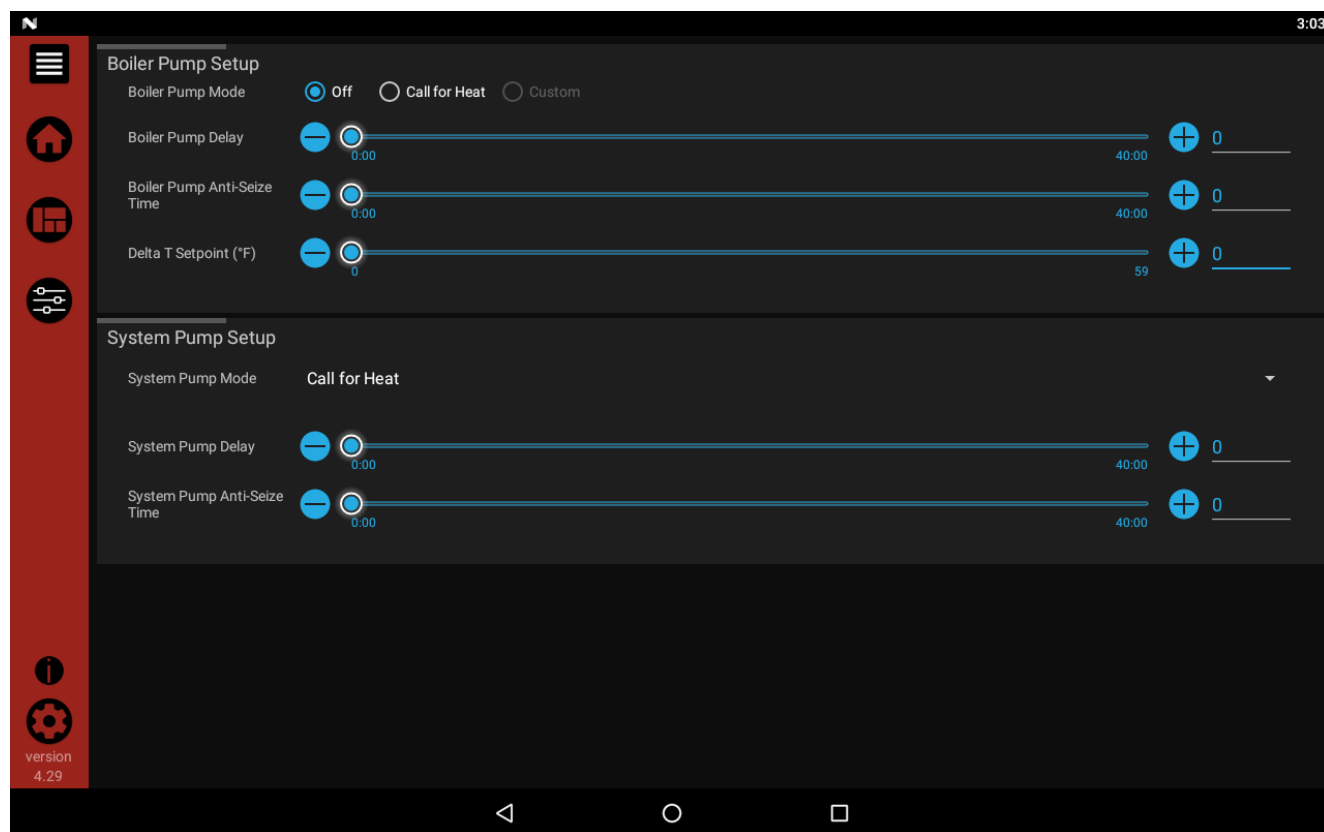 3:03
Boiler Pump Setup
Boiler Pump Mode Off Call for Heat Custom
Boiler Pump Delay 0
0:00 40:00
Boiler Pump Anti-Seize
Time 0
0:00 40:00
Delta T Setpoint (°F) 0
0 59
System Pump Setup
System Pump Mode Call for Heat
System Pump Delay 0
0:00 40:00
System Pump Anti-Seize
Time 0
0:00 40:00
version
4.29